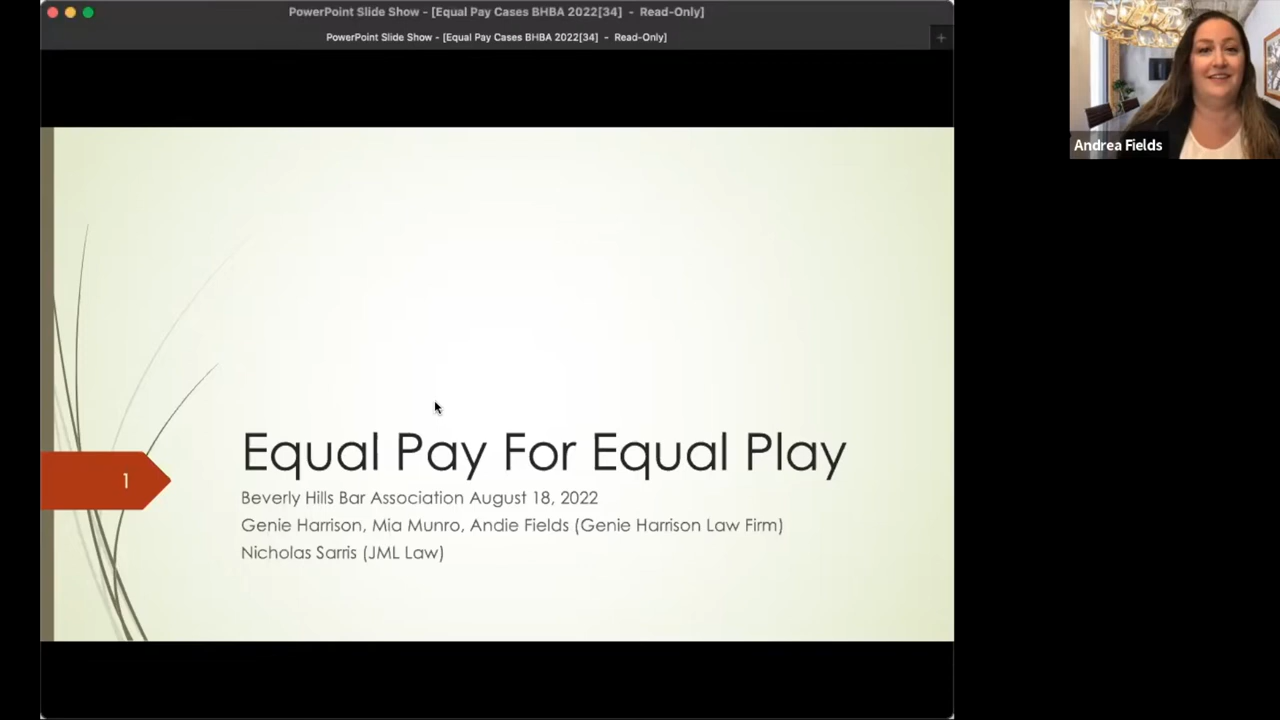 PowerPoint Slide Show - [Equal Pay Cases BHBA 2022[34] - Read-Only]
PowerPoint Slide Show - [Equal Pay Cases BHBA 2022[34] - Read-Only]
Andrea Fields
Equal Pay For Equal Play
1
Beverly Hills Bar Association August 18, 2022
Genie Harrison, Mia Munro, Andie Fields (Genie Harrison Law Firm)
Nicholas Sarris (JML Law)